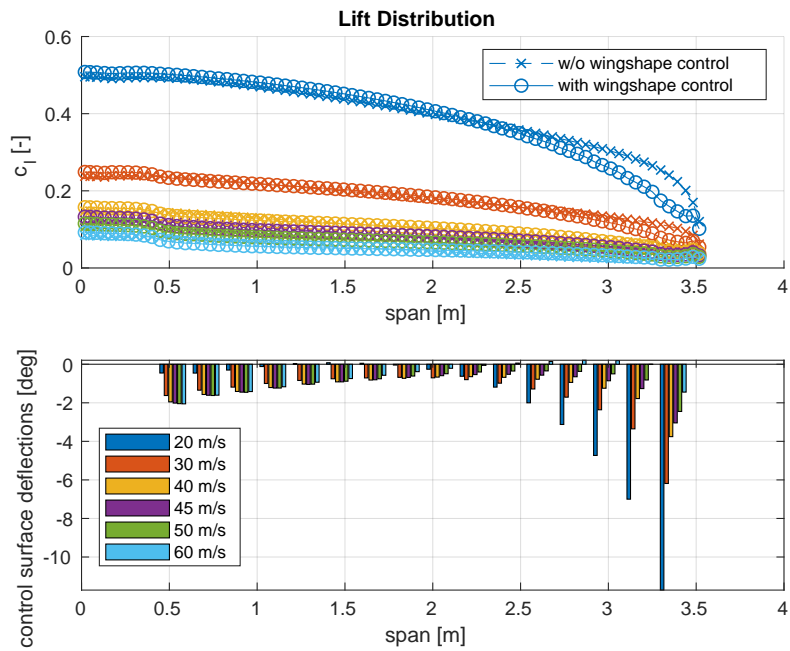 Lift Distribution
0.6
0.4
0.2
0
c_l [-]
w/o wingshape control
with wingshape control
0 0.5 1 1.5 2 2.5 3 3.5 4
span [m]
0
-2
-4
-6
-8
-10
control surface deflections [deg]
20 m/s
30 m/s
40 m/s
45 m/s
50 m/s
60 m/s
0 0.5 1 1.5 2 2.5 3 3.5 4
span [m]